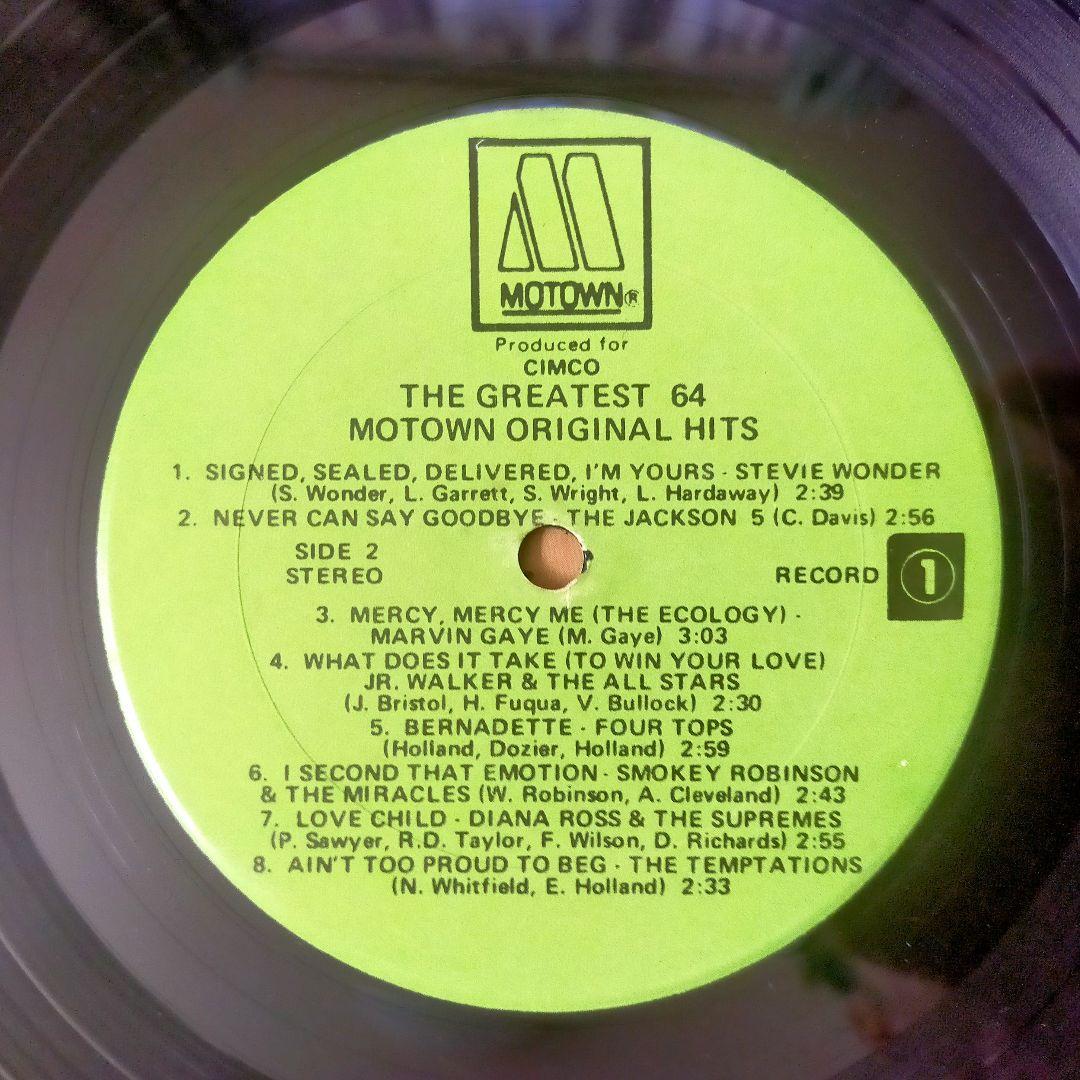 MOTOWN®
Produced for
CIMCO
THE GREATEST 64
MOTOWN ORIGINAL HITS
1. SIGNED, SEALED, DELIVERED, I'M YOURS - STEVIE WONDER
(S. Wonder, L. Garrett, S. Wright, L. Hardaway) 2:39
2. NEVER CAN SAY GOODBYE - THE JACKSON 5 (C. Davis) 2:56
SIDE 2
STEREO
RECORD 1
3. MERCY, MERCY ME (THE ECOLOGY) -
MARVIN GAYE (M. Gaye) 3:03
4. WHAT DOES IT TAKE (TO WIN YOUR LOVE)
JR. WALKER & THE ALL STARS
(J. Bristol, H. Fuqua, V. Bullock) 2:30
5. BERNADETTE - FOUR TOPS
(Holland, Dozier, Holland) 2:59
6. I SECOND THAT EMOTION - SMOKEY ROBINSON
& THE MIRACLES (W. Robinson, A. Cleveland) 2:43
7. LOVE CHILD - DIANA ROSS & THE SUPREMES
(P. Sawyer, R.D. Taylor, F. Wilson, D. Richards) 2:55
8. AIN'T TOO PROUD TO BEG - THE TEMPTATIONS
(N. Whitfield, E. Holland) 2:33